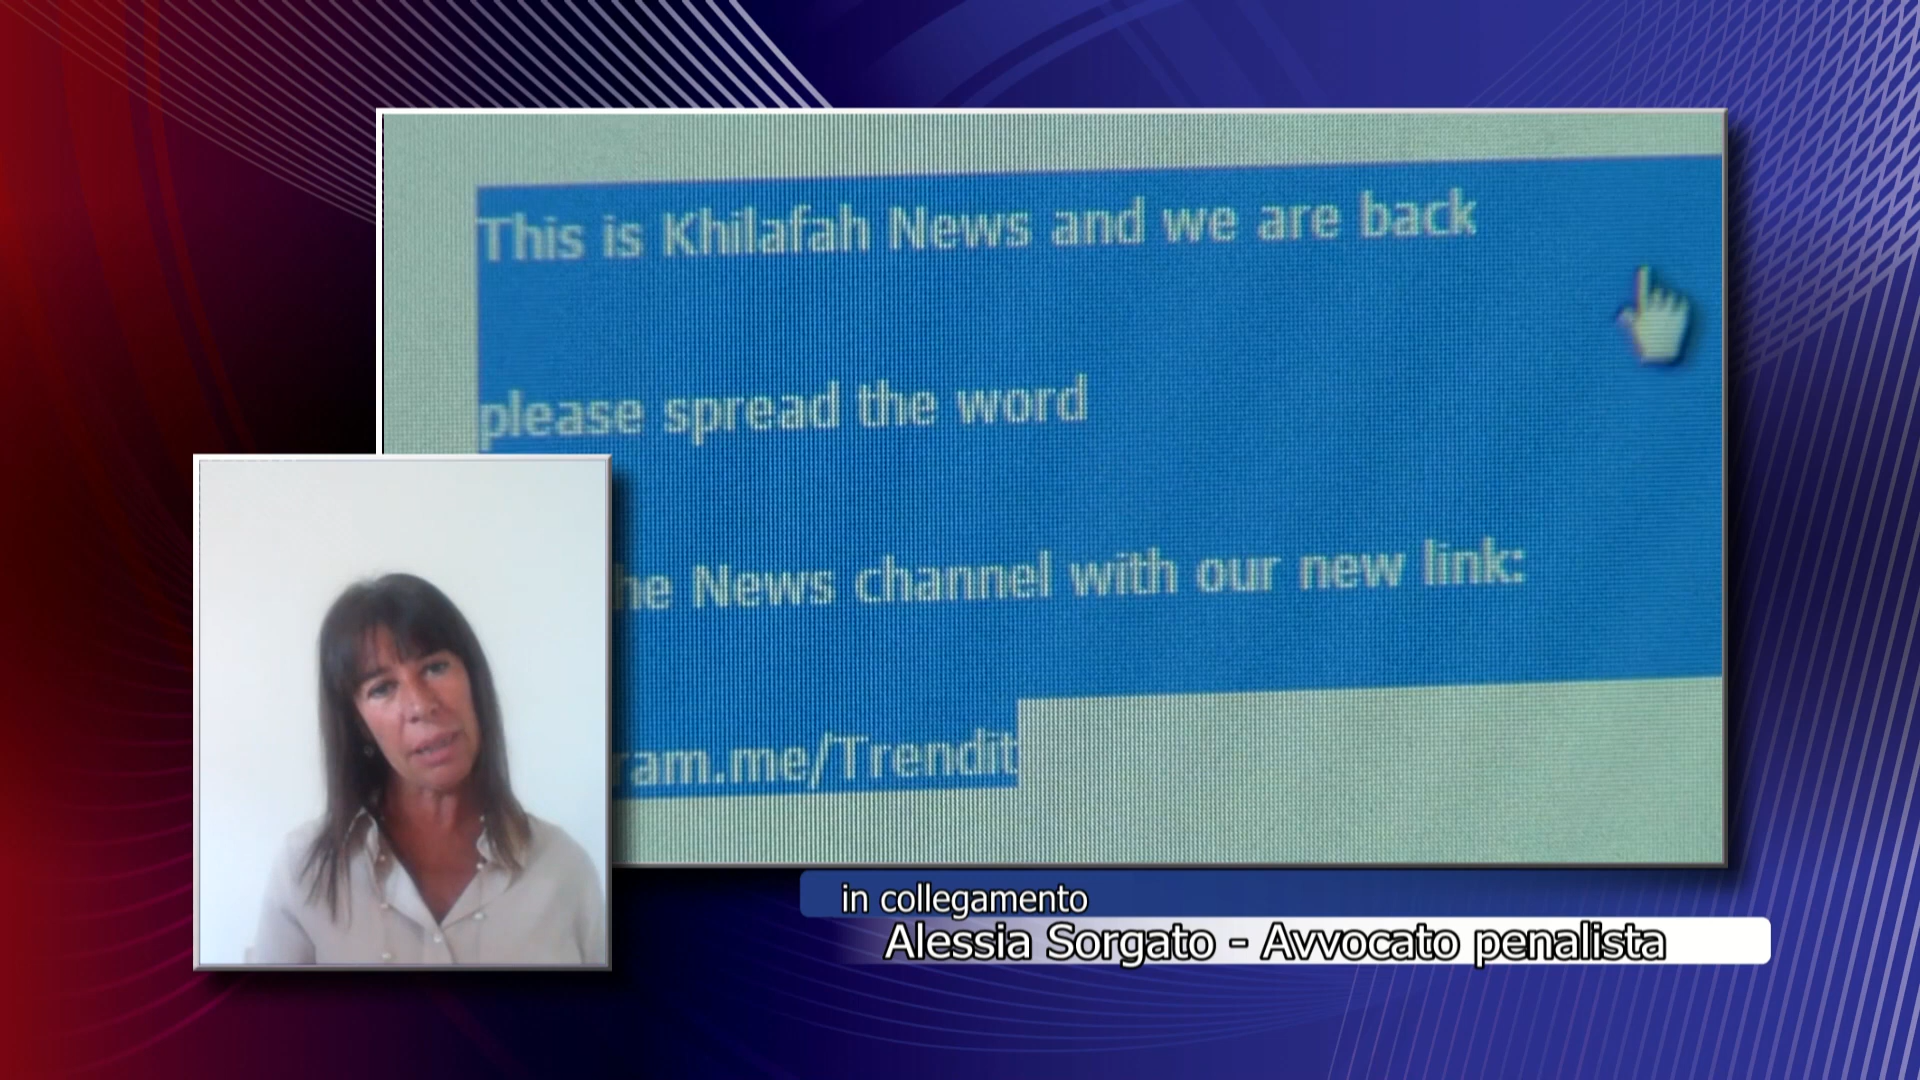 This is Khilafah News and we are back
please spread the word
he News channel with our new link:
ram.me/Trendit
in collegamento
Alessia Sorgato - Avvocato penalista